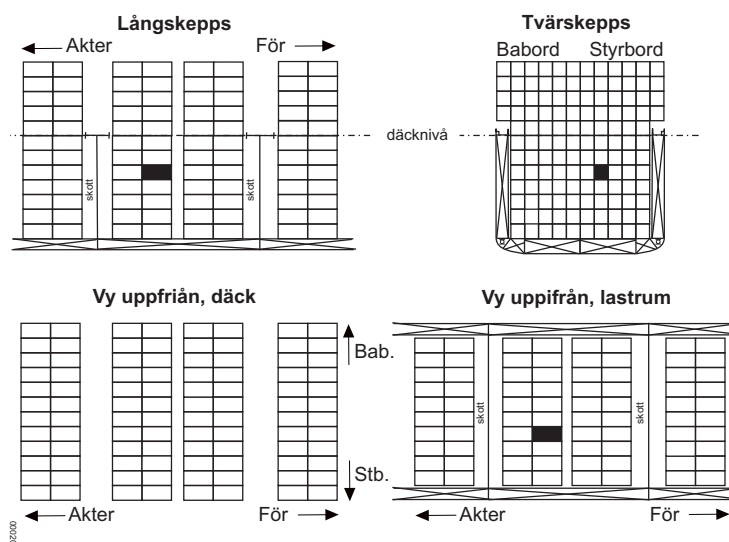 Långskepps
Tvärskepps
Akter
För
Babord
Styrbord
däcknivå
skott
skott
Vy uppfriån, däck
Vy uppifrån, lastrum
Bab.
skott
skott
Stb.
Akter
För
Akter
För